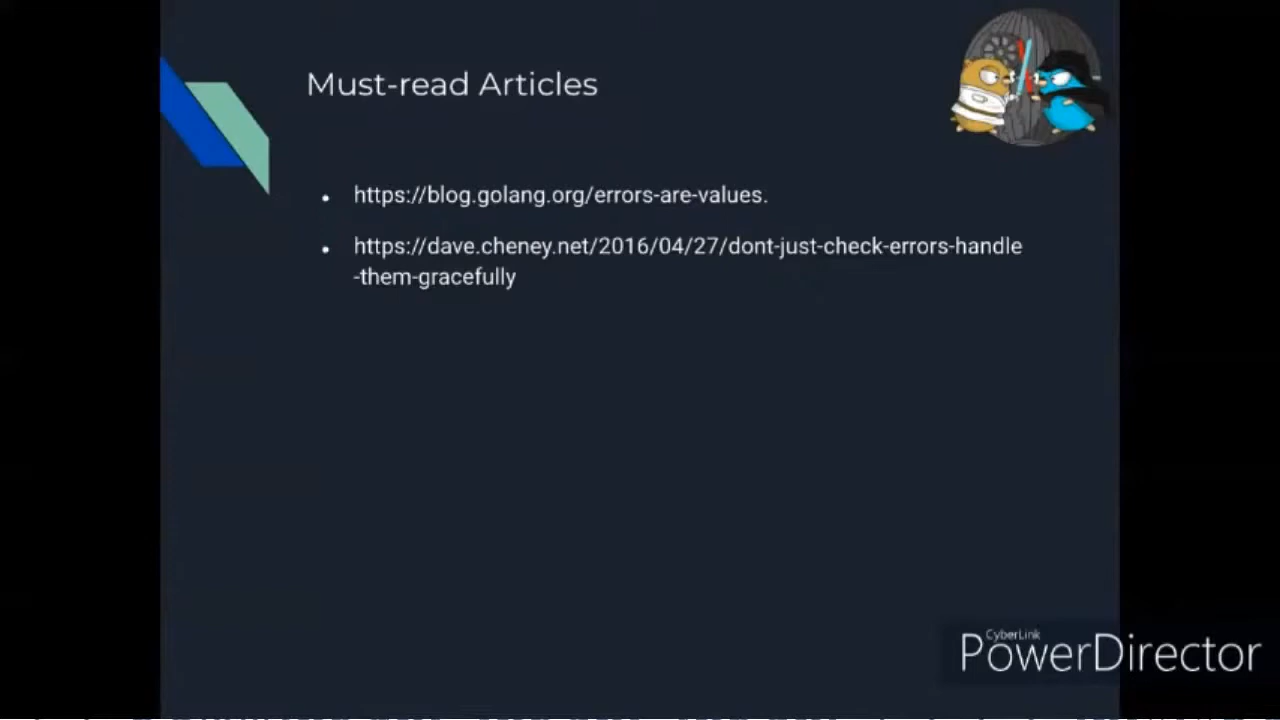 Must-read Articles
https://blog.golang.org/errors-are-values.
https://dave.cheney.net/2016/04/27/dont-just-check-errors-handle
-them-gracefully
CyberLink
PowerDirector